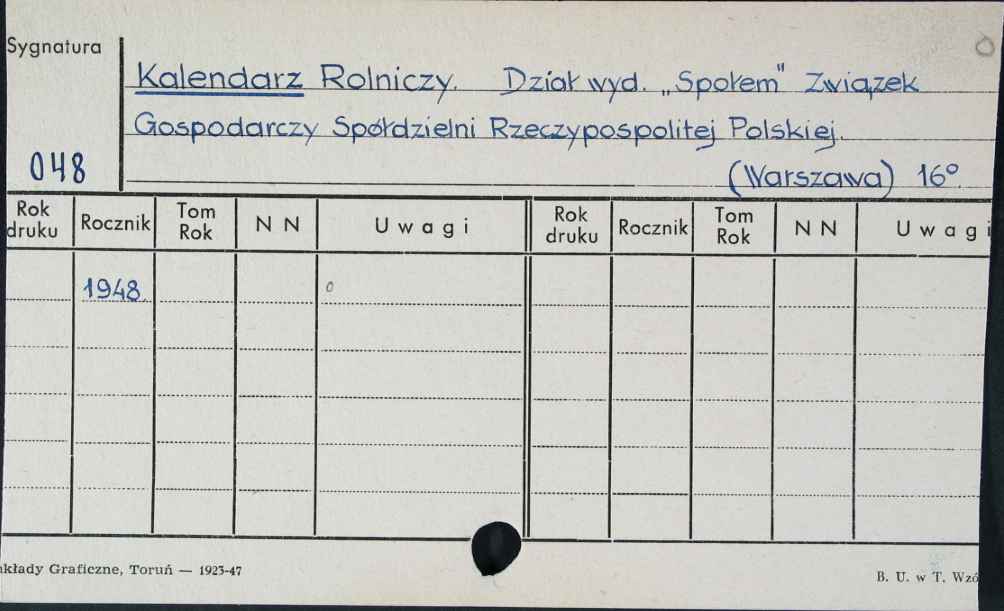 Sygnatura
Kalendarz Rolniczy. Dział wyd. „Społem" Związek
Gospodarczy Spółdzielni Rzeczypospolitej Polskiej.
048
(Warszawa) 16°.
Rok druku Rocznik Tom Rok N N Uwagi Rok druku Rocznik Tom Rok N N Uwagi
1948 o
akłady Graficzne, Toruń — 1923-47
B. U. w T. Wzó